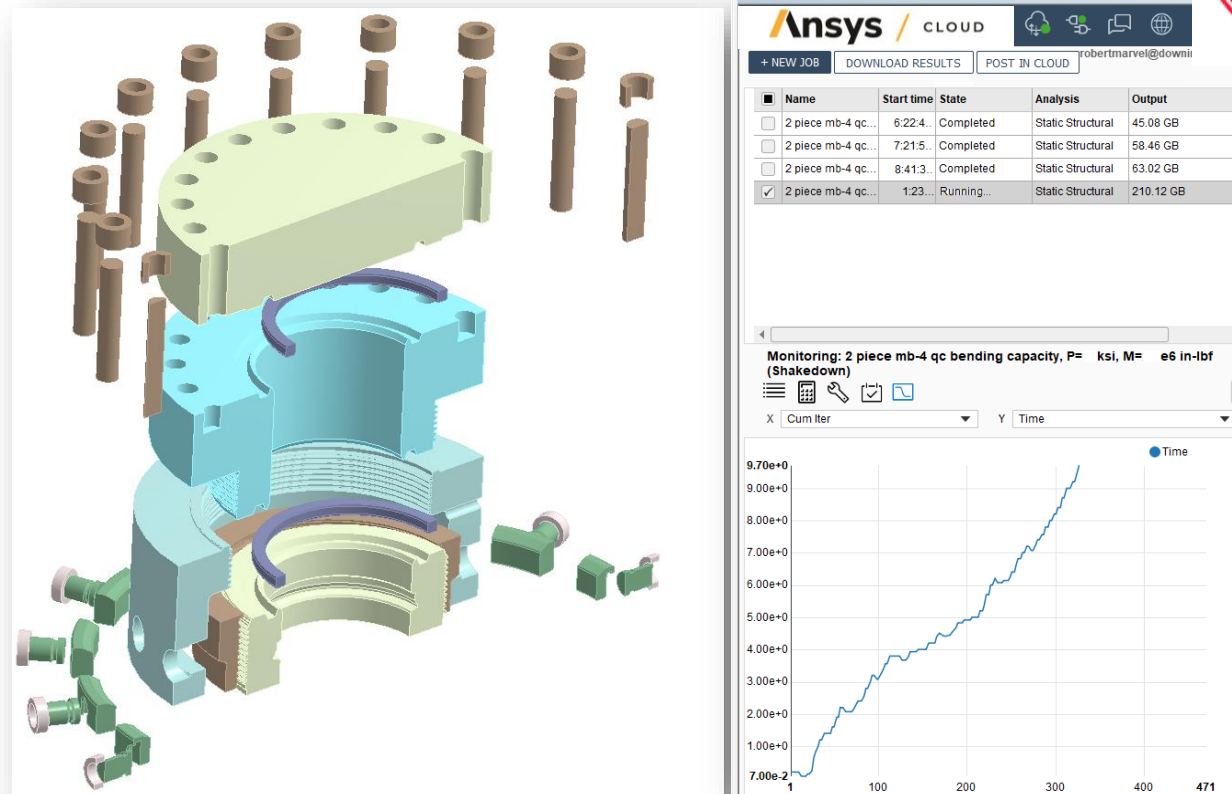 Ansys / CLOUD
robertmarvel@downi
+ NEW JOB DOWNLOAD RESULTS POST IN CLOUD
Name Start time State Analysis Output
2 piece mb-4 qc... 6:22:4.. Completed Static Structural 45.08 GB
2 piece mb-4 qc... 7:21:5.. Completed Static Structural 58.46 GB
2 piece mb-4 qc... 8:41:3.. Completed Static Structural 63.02 GB
2 piece mb-4 qc... 1:23... Running... Static Structural 210.12 GB
Monitoring: 2 piece mb-4 qc bending capacity, P= ksi, M= e6 in-lbf
(Shakedown)
X Cum Iter Y Time
Time
9.70e+0
9.00e+0
8.00e+0
7.00e+0
6.00e+0
5.00e+0
4.00e+0
3.00e+0
2.00e+0
1.00e+0
7.00e-2
1 100 200 300 400 471